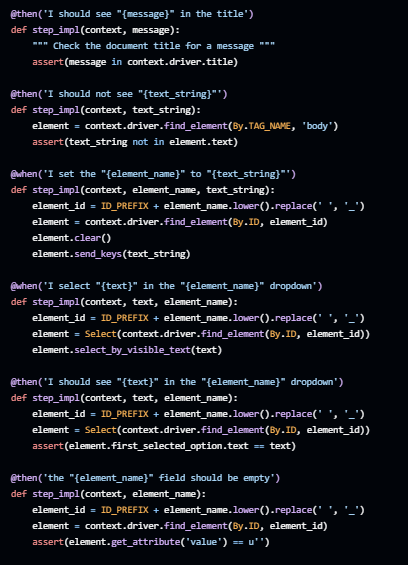 @then('I should see "{message}" in the title')
def step_impl(context, message):
    """ Check the document title for a message """
    assert(message in context.driver.title)

@then('I should not see "{text_string}"')
def step_impl(context, text_string):
    element = context.driver.find_element(By.TAG_NAME, 'body')
    assert(text_string not in element.text)

@when('I set the "{element_name}" to "{text_string}"')
def step_impl(context, element_name, text_string):
    element_id = ID_PREFIX + element_name.lower().replace(' ', '_')
    element = context.driver.find_element(By.ID, element_id)
    element.clear()
    element.send_keys(text_string)

@when('I select "{text}" in the "{element_name}" dropdown')
def step_impl(context, text, element_name):
    element_id = ID_PREFIX + element_name.lower().replace(' ', '_')
    element = Select(context.driver.find_element(By.ID, element_id))
    element.select_by_visible_text(text)

@then('I should see "{text}" in the "{element_name}" dropdown')
def step_impl(context, text, element_name):
    element_id = ID_PREFIX + element_name.lower().replace(' ', '_')
    element = Select(context.driver.find_element(By.ID, element_id))
    assert(element.first_selected_option.text == text)

@then('the "{element_name}" field should be empty')
def step_impl(context, element_name):
    element_id = ID_PREFIX + element_name.lower().replace(' ', '_')
    element = context.driver.find_element(By.ID, element_id)
    assert(element.get_attribute('value') == u'')